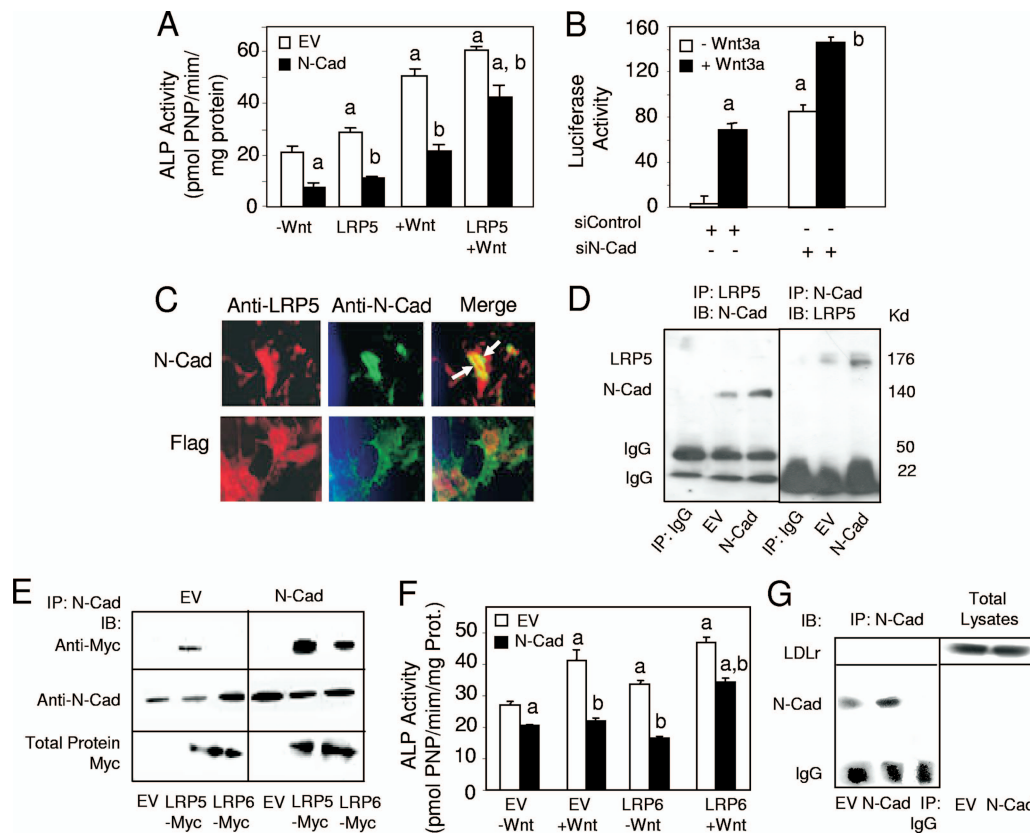 A
ALP Activity
(pmol PNP/mim/
mg protein)
60
40
20
0
EV
N-Cad
a
a
b
a
b
a
a, b
-Wnt
LRP5
+Wnt
LRP5
+Wnt
B
Luciferase
Activity
160
120
80
40
0
- Wnt3a
+ Wnt3a
a
a
b
siControl + + - -
siN-Cad - - + +
C
Anti-LRP5 Anti-N-Cad Merge
N-Cad
Flag
D
IP: LRP5
IB: N-Cad
IP: N-Cad
IB: LRP5
Kd
LRP5
N-Cad
IgG
IgG
176
140
50
22
IP: IgG
EV
N-Cad
IP: IgG
EV
N-Cad
E
IP: N-Cad
IB:
EV
N-Cad
Anti-Myc
Anti-N-Cad
Total Protein
Myc
EV LRP5 LRP6 EV LRP5 LRP6
-Myc -Myc -Myc -Myc
F
ALP Activity
(pmol PNP/mim/mg Prot.)
50
40
30
20
10
0
EV
N-Cad
a
a
b
a
b
a
a,b
EV
-Wnt
EV
+Wnt
LRP6
-Wnt
LRP6
+Wnt
G
IB:
IP: N-Cad
Total
Lysates
LDLr
N-Cad
IgG
EV N-Cad IP:
IgG
EV N-Cad